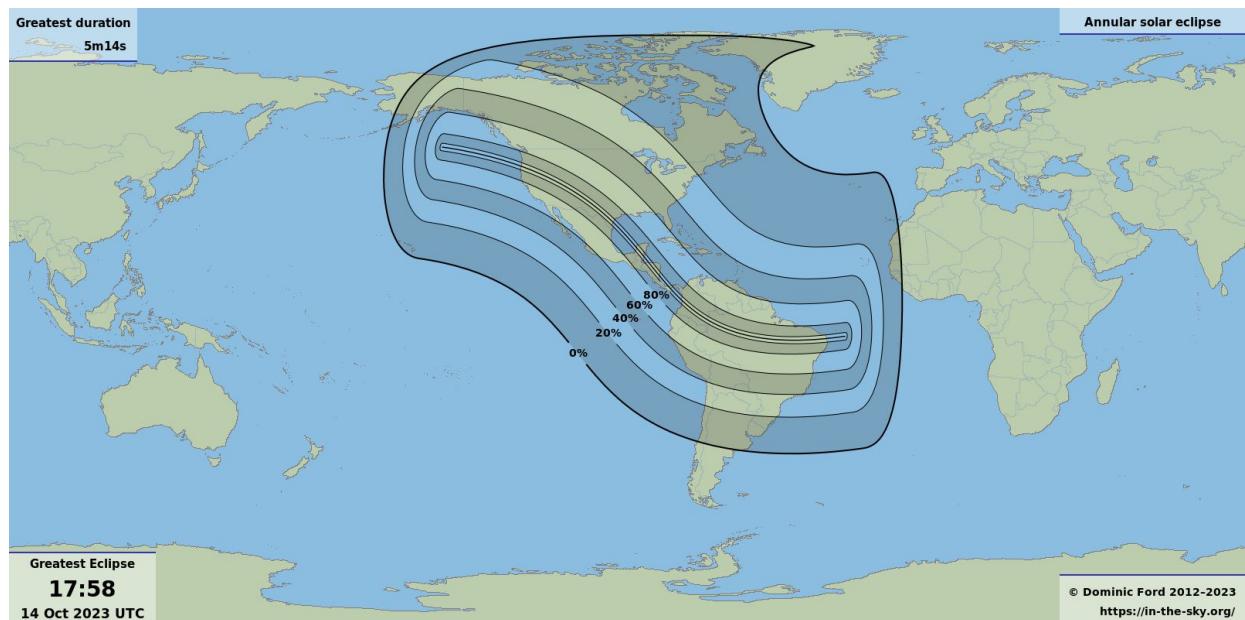 Greatest duration
5m14s
Annular solar eclipse
80%
60%
40%
20%
0%
Greatest Eclipse
17:58
14 Oct 2023 UTC
© Dominic Ford 2012–2023
https://in-the-sky.org/